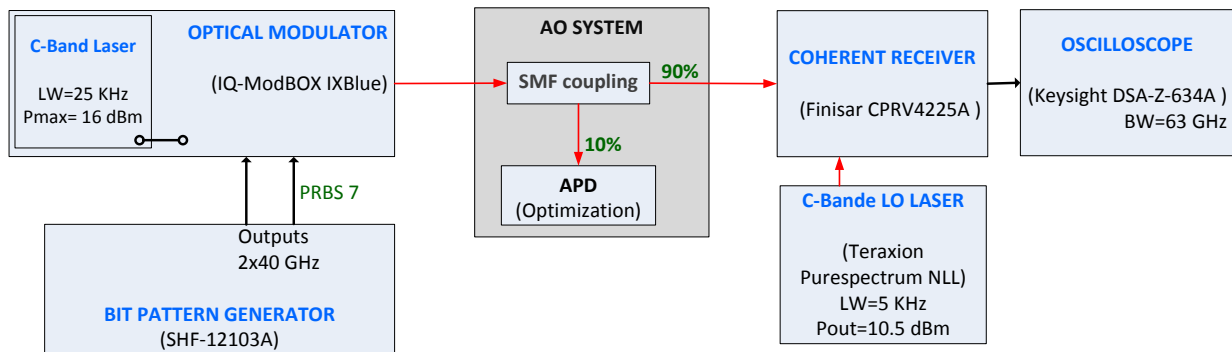 C-Band Laser
LW=25 KHz
Pmax= 16 dBm
OPTICAL MODULATOR
(IQ-ModBOX IXBlue)
PRBS 7
Outputs
2x40 GHz
BIT PATTERN GENERATOR
(SHF-12103A)
AO SYSTEM
SMF coupling
90%
10%
APD
(Optimization)
COHERENT RECEIVER
(Finisar CPRV4225A )
C-Bande LO LASER
(Teraxion
Purespectrum NLL)
LW=5 KHz
Pout=10.5 dBm
OSCILLOSCOPE
(Keysight DSA-Z-634A )
BW=63 GHz